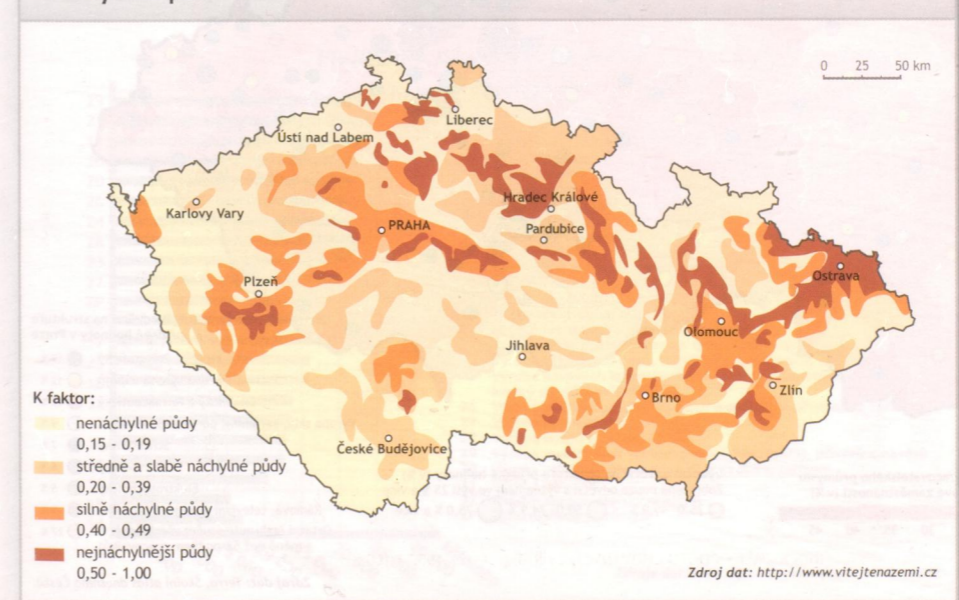 0 25 50 km
Liberec
Ústí nad Labem
Karlovy Vary
Hradec Králové
PRAHA
Pardubice
Ostrava
Plzeň
Olomouc
Jihlava
Zlín
Brno
České Budějovice
K faktor:
nenáchylné půdy
0,15 - 0,19
středně a slabě náchylné půdy
0,20 - 0,39
silně náchylné půdy
0,40 - 0,49
nejnáchylnější půdy
0,50 - 1,00
Zdroj dat: http://www.vitejtenazemi.cz